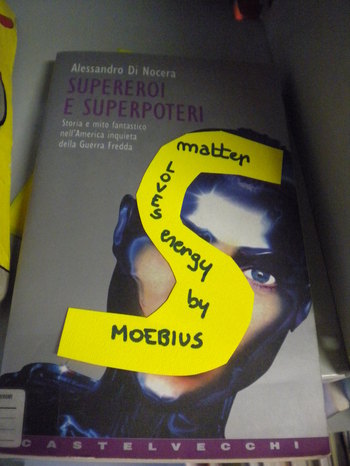 Alessandro Di Nocera
SUPEREROI
E SUPERPOTERI
Storia e mito fantastico
nell'America inquieta
della Guerra Fredda
matter
LOVES
energy
by
MOEBIUS
CASTELVECCHI